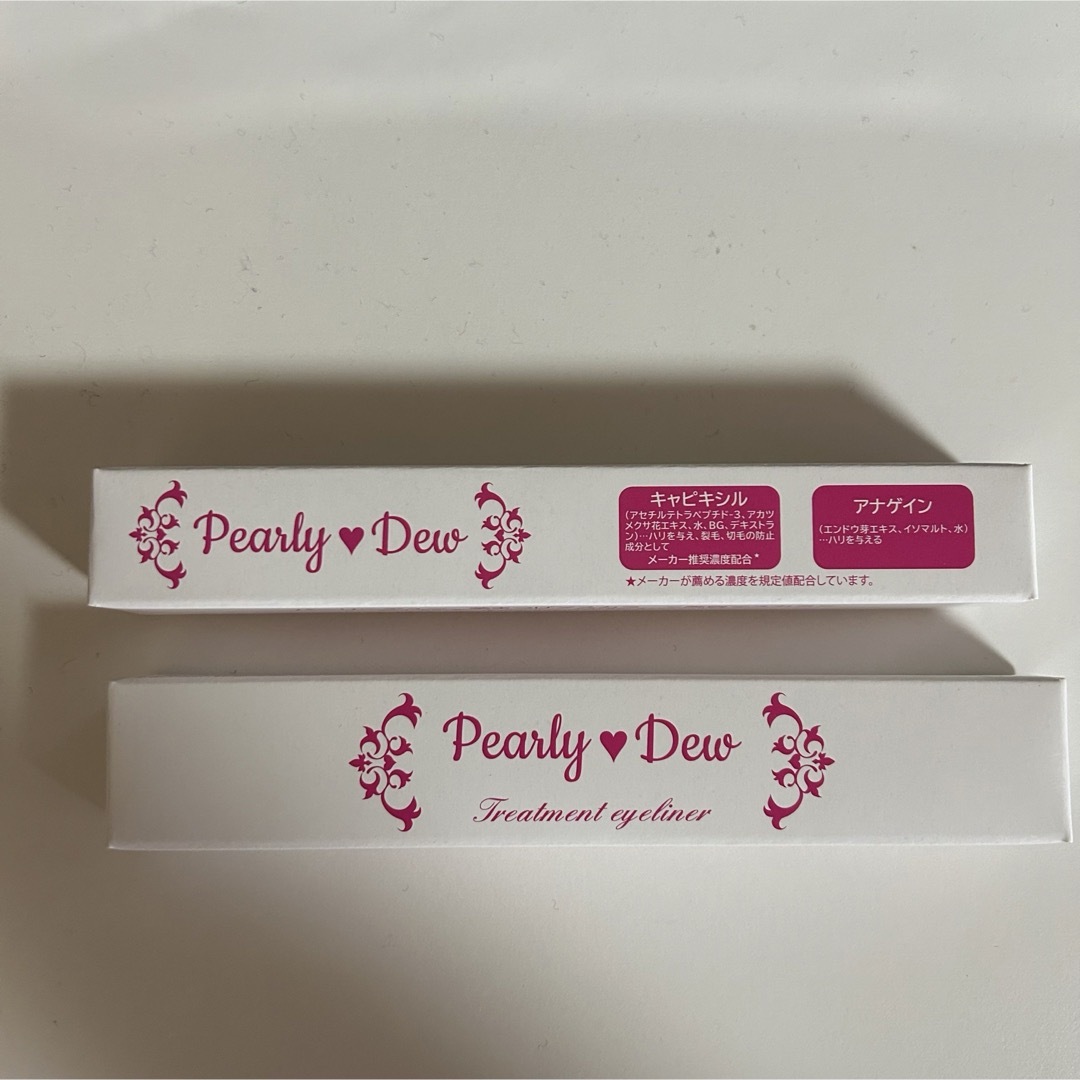 Pearly ♥ Dew
キャピキシル
(アセチルテトラペプチド-3、アカツ
メクサ花エキス、水、BG、デキストラ
ン)…ハリを与え、裂毛、切毛の防止
成分として
メーカー推奨濃度配合★
★メーカーが薦める濃度を規定値配合しています。
アナゲイン
(エンドウ芽エキス、イソマルト、水)
…ハリを与える
Pearly ♥ Dew
Treatment eyeliner